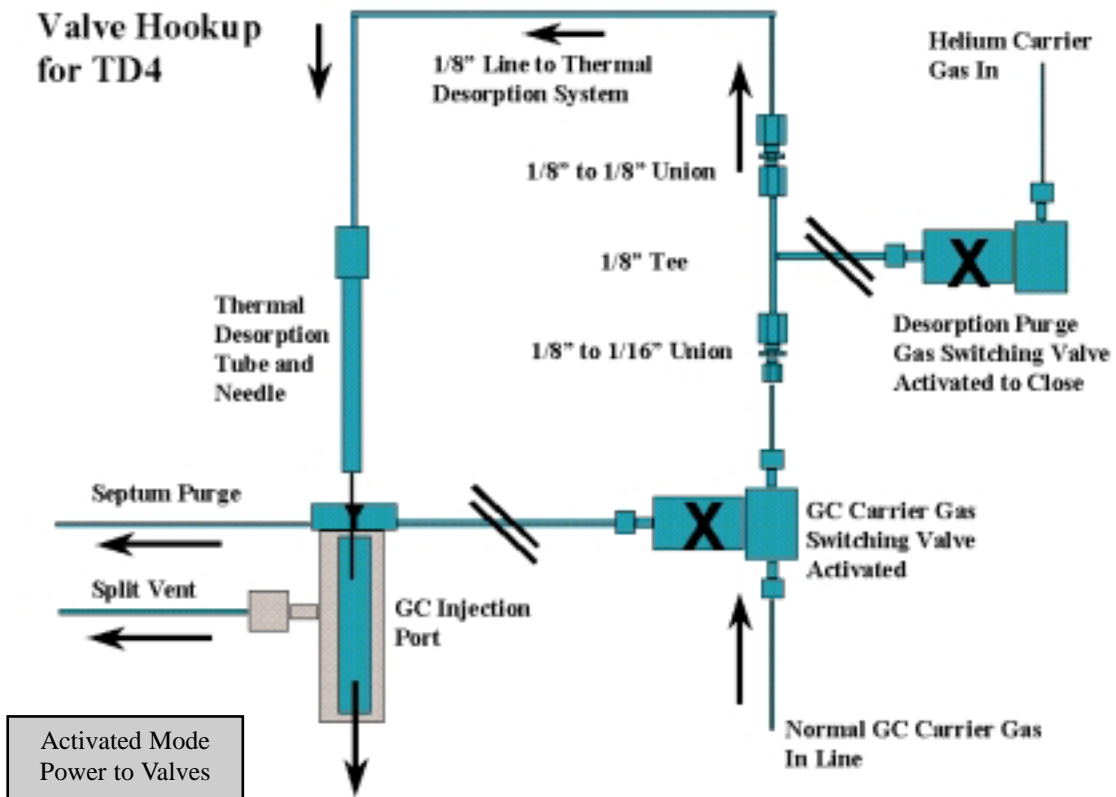 Valve Hookup
for TD4
1/8” Line to Thermal
Desorption System
Helium Carrier
Gas In
1/8” to 1/8” Union
1/8” Tee
X
Thermal
Desorption
Tube and
Needle
1/8” to 1/16” Union
Desorption Purge
Gas Switching Valve
Activated to Close
Septum Purge
X
GC Carrier Gas
Switching Valve
Activated
Split Vent
GC Injection
Port
Normal GC Carrier Gas
In Line
Activated Mode
Power to Valves